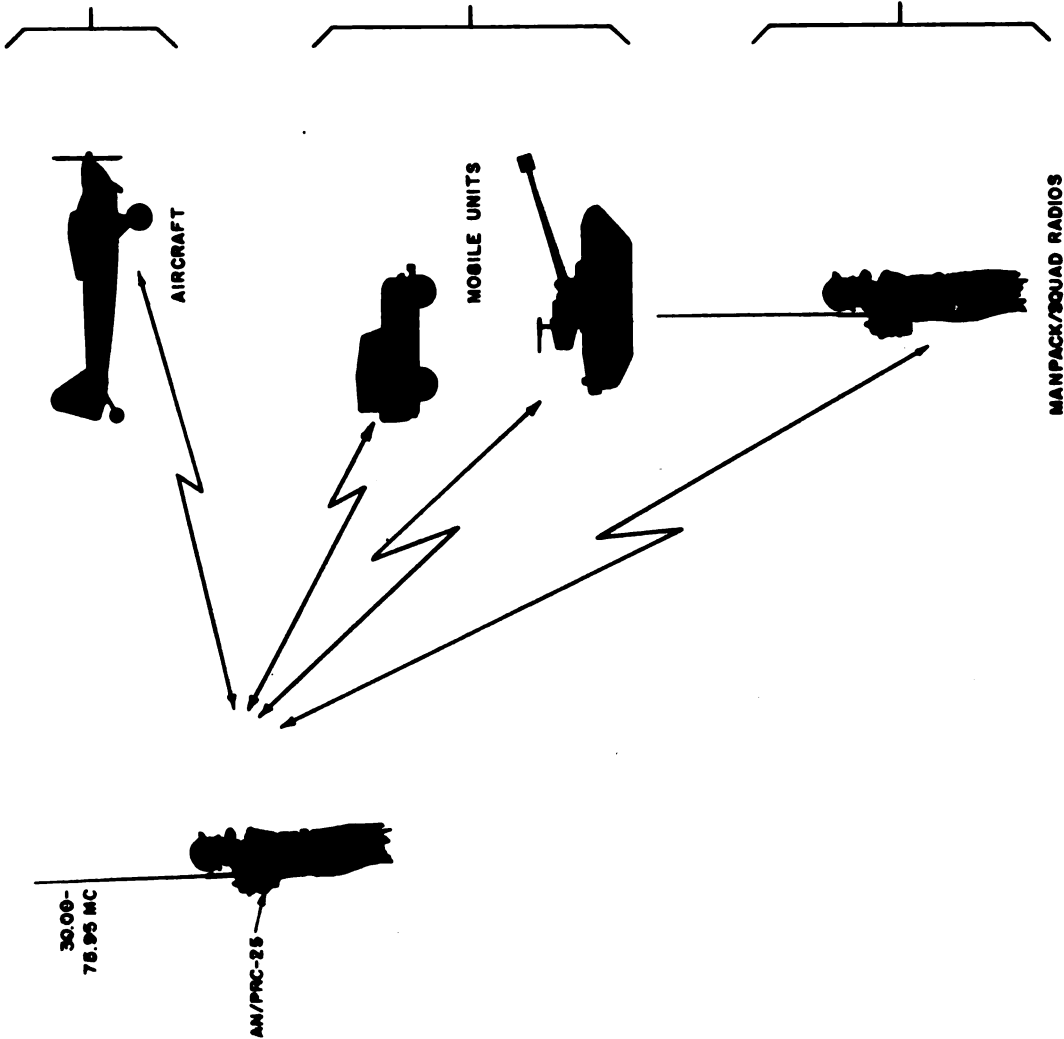 AIRCRAFT
MOBILE UNITS
MANPACK/SQUAD RADIOS
30.00-
75.95 MC
AN/PRC-25